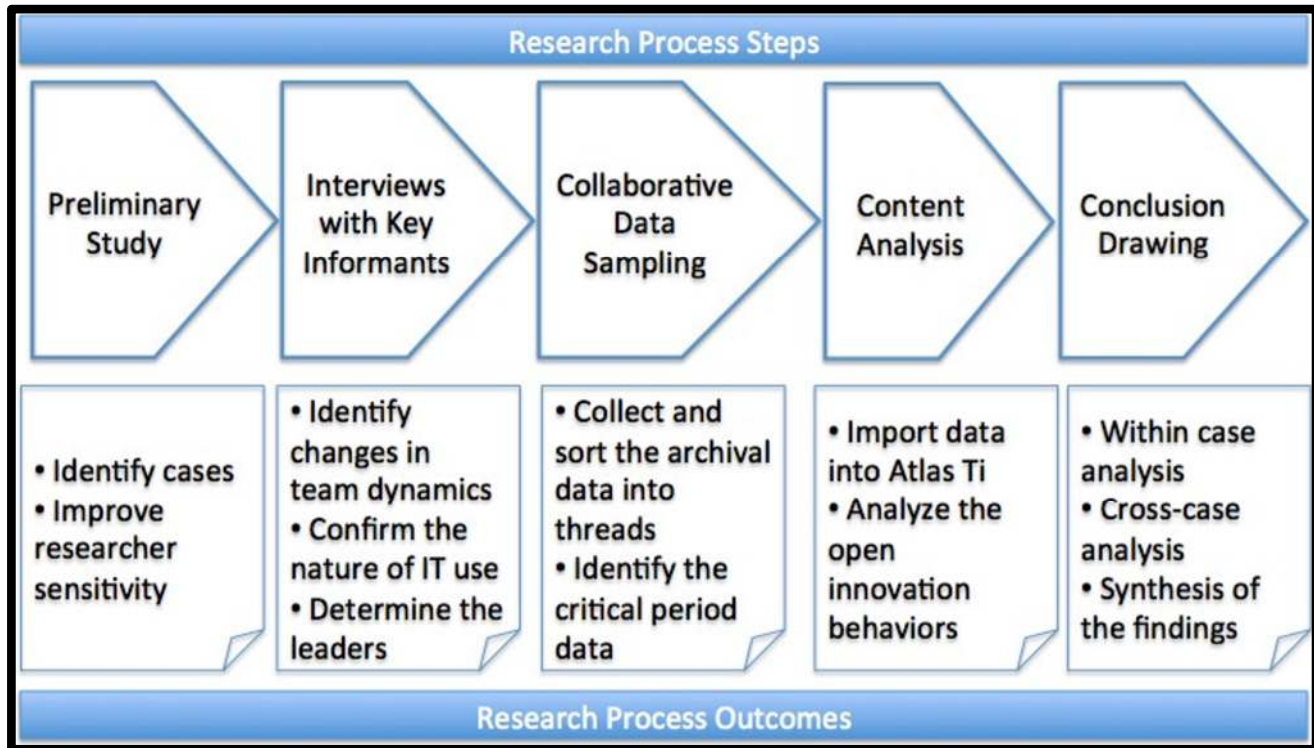 Research Process Steps
Preliminary
Study
Interviews
with Key
Informants
Collaborative
Data
Sampling
Content
Analysis
Conclusion
Drawing
• Identify cases
• Improve
researcher
sensitivity
• Identify
changes in
team dynamics
• Confirm the
nature of IT use
• Determine the
leaders
• Collect and
sort the archival
data into
threads
• Identify the
critical period
data
• Import data
into Atlas Ti
• Analyze the
open
innovation
behaviors
• Within case
analysis
• Cross-case
analysis
• Synthesis of
the findings
Research Process Outcomes